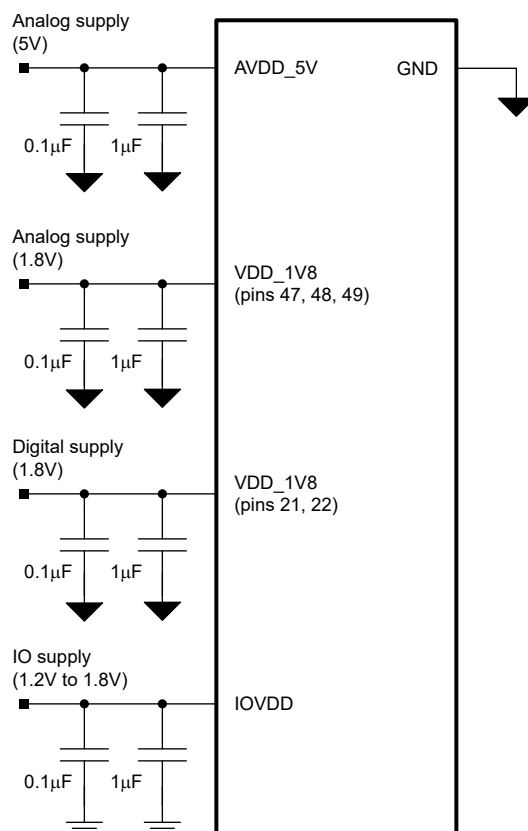 Analog supply
(5V)
AVDD_5V
GND
0.1μF
1μF
Analog supply
(1.8V)
VDD_1V8
(pins 47, 48, 49)
0.1μF
1μF
Digital supply
(1.8V)
VDD_1V8
(pins 21, 22)
0.1μF
1μF
IO supply
(1.2V to 1.8V)
IOVDD
0.1μF
1μF